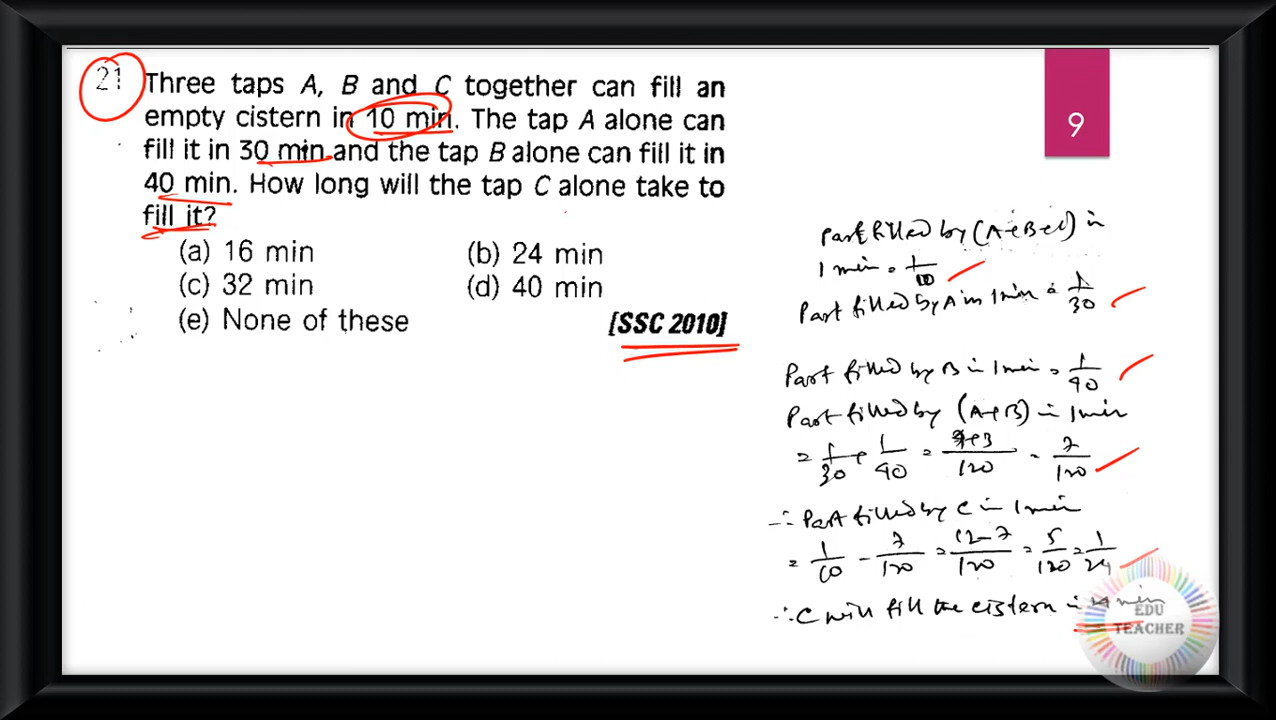 21 Three taps A, B and C together can fill an
empty cistern in 10 min. The tap A alone can
fill it in 30 min and the tap B alone can fill it in
40 min. How long will the tap C alone take to
fill it?
(a) 16 min (b) 24 min
(c) 32 min (d) 40 min
(e) None of these [SSC 2010]
9
Part filled by (A+B+C) in
1 min = 1/10
Part filled by A in 1 min = 1/30
Part filled by B in 1 min = 1/40
Part filled by (A+B) in 1 min
= 1/30 + 1/40 = 4+3/120 = 7/120
∴ Part filled by C in 1 min
= 1/10 - 7/120 = 12-7/120 = 5/120 = 1/24
∴ C will fill the cistern in 24 min
EDU
TEACHER